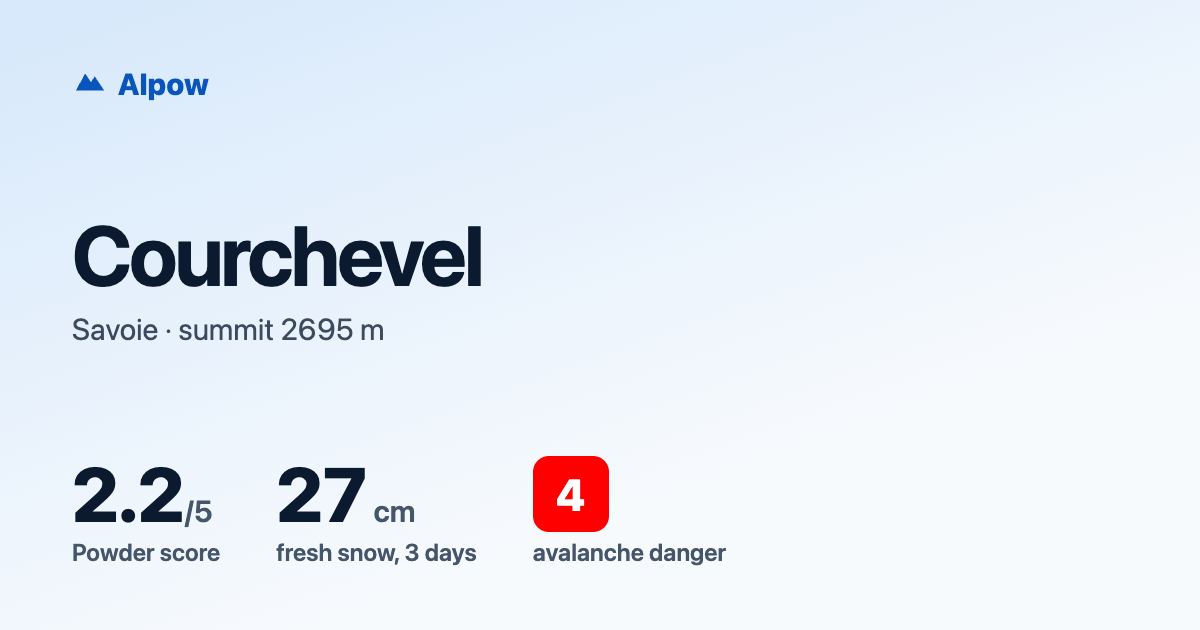 Alpow
Courchevel
Savoie · summit 2695 m
2.2/5
Powder score
27 cm
fresh snow, 3 days
4
avalanche danger